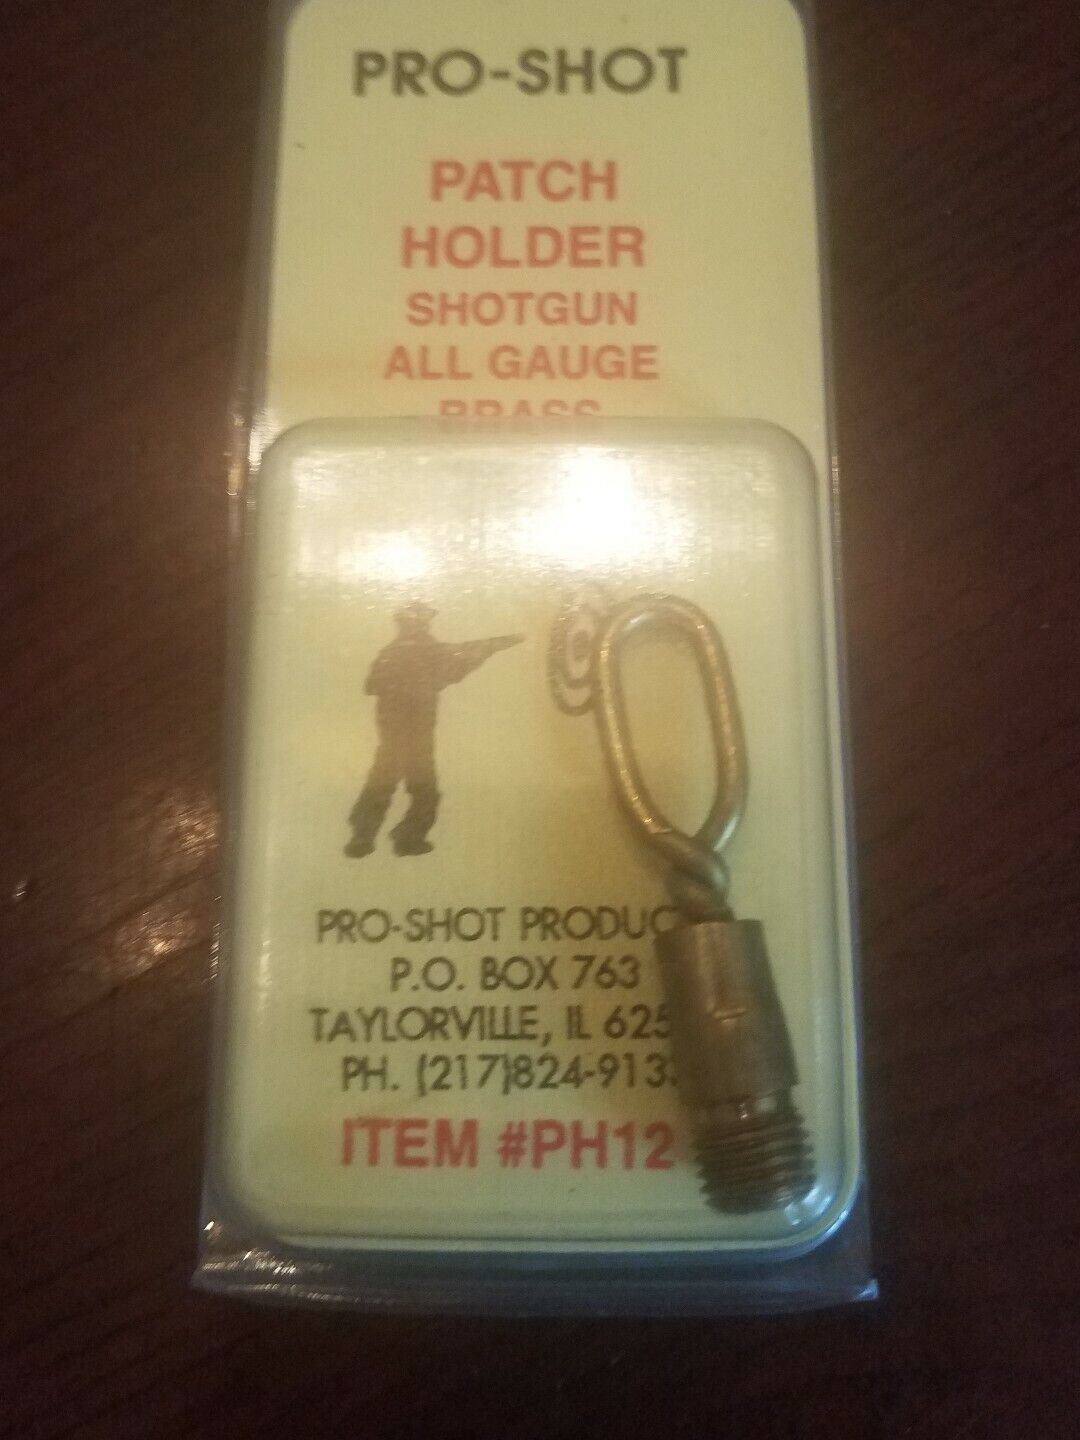 PRO-SHOT
PATCH
HOLDER
SHOTGUN
ALL GAUGE
BRASS
PRO-SHOT PRODUC
P.O. BOX 763
TAYLORVILLE, IL 625
PH. (217)824-913
ITEM #PH12